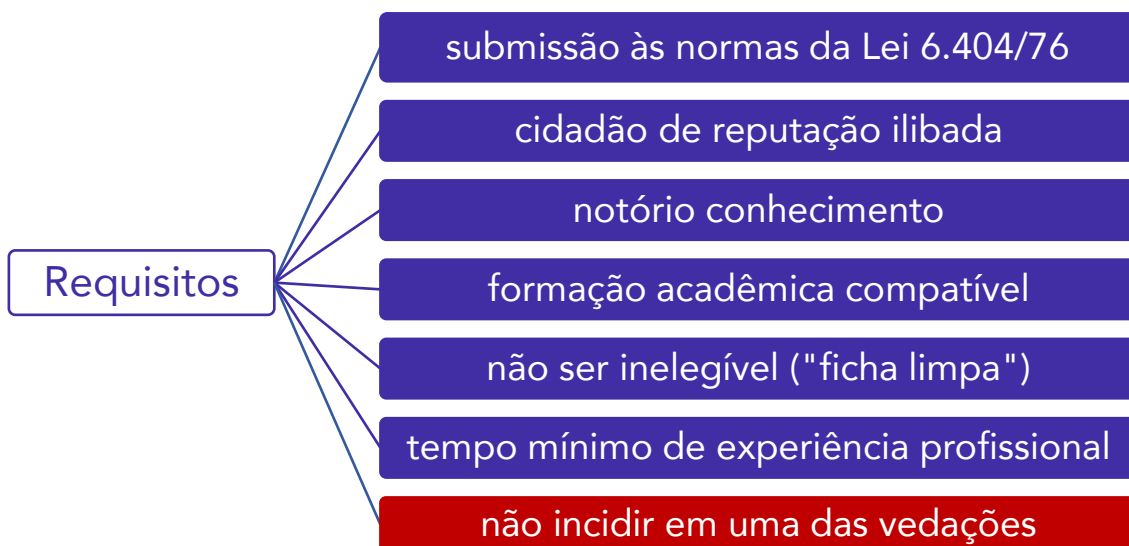 submissão às normas da Lei 6.404/76
cidadão de reputação ilibada
notório conhecimento
Requisitos
formação acadêmica compatível
não ser inelegível ("ficha limpa")
tempo mínimo de experiência profissional
não incidir em uma das vedações